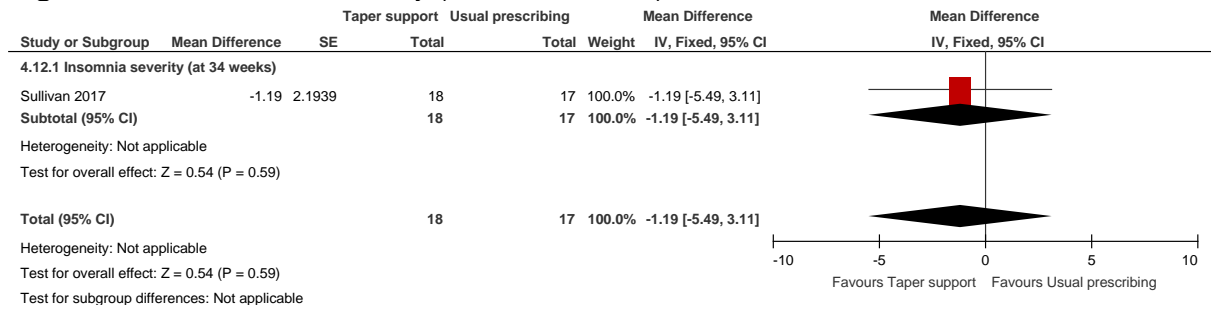 Taper support Usual prescribing Mean Difference Mean Difference
Study or Subgroup Mean Difference SE Total Total Weight IV, Fixed, 95% CI IV, Fixed, 95% CI
4.12.1 Insomnia severity (at 34 weeks)
Sullivan 2017 -1.19 2.1939 18 17 100.0% -1.19 [-5.49, 3.11]
Subtotal (95% CI) 18 17 100.0% -1.19 [-5.49, 3.11]
Heterogeneity: Not applicable
Test for overall effect: Z = 0.54 (P = 0.59)
Total (95% CI) 18 17 100.0% -1.19 [-5.49, 3.11]
Heterogeneity: Not applicable
Test for overall effect: Z = 0.54 (P = 0.59)
Test for subgroup differences: Not applicable
-10 -5 0 5 10
Favours Taper support Favours Usual prescribing